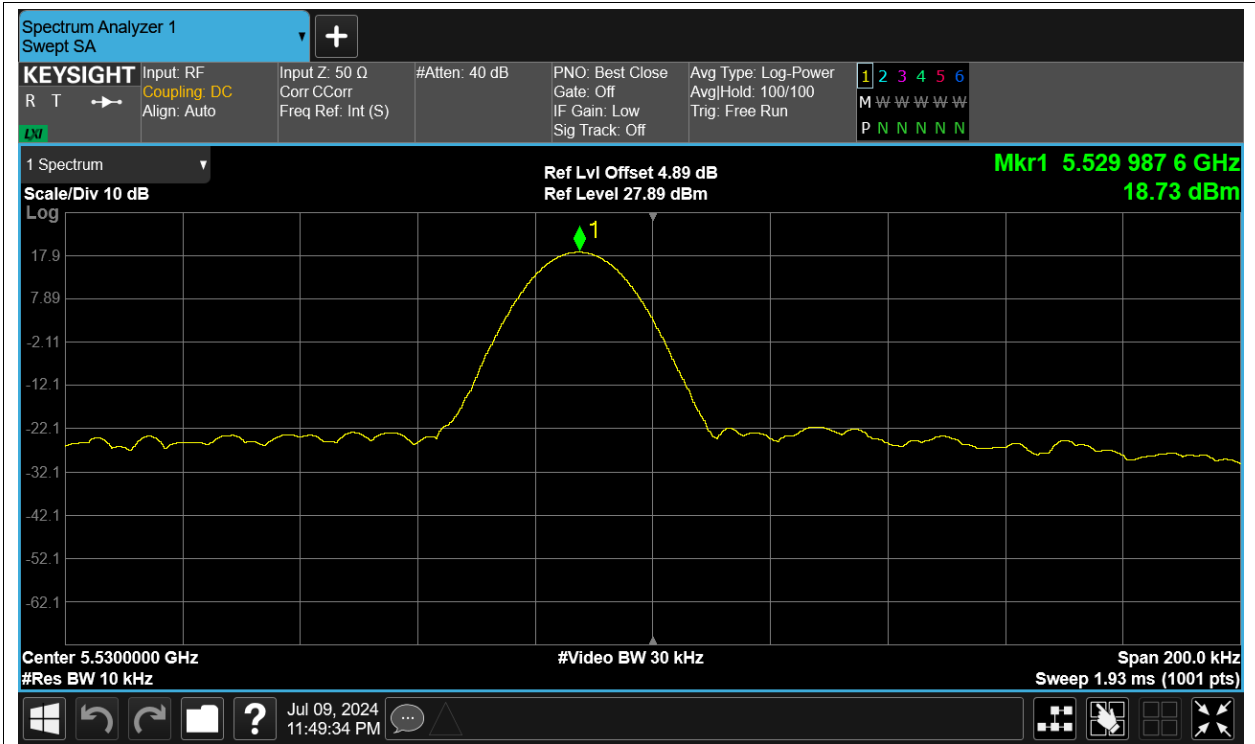 Spectrum Analyzer 1
Swept SA
KEYSIGHT
R T
LXI
Input: RF
Coupling: DC
Align: Auto
Input Z: 50 Ω
Corr CCorr
Freq Ref: Int (S)
#Atten: 40 dB
PNO: Best Close
Gate: Off
IF Gain: Low
Sig Track: Off
Avg Type: Log-Power
Avg|Hold: 100/100
Trig: Free Run
1 2 3 4 5 6
M W W W W W
P N N N N N
1 Spectrum
Scale/Div 10 dB
Log
Ref Lvl Offset 4.89 dB
Ref Level 27.89 dBm
Mkr1 5.529 987 6 GHz
18.73 dBm
1
17.9
7.89
-2.11
-12.1
-22.1
-32.1
-42.1
-52.1
-62.1
Center 5.5300000 GHz
#Res BW 10 kHz
#Video BW 30 kHz
Span 200.0 kHz
Sweep 1.93 ms (1001 pts)
?
Jul 09, 2024
11:49:34 PM